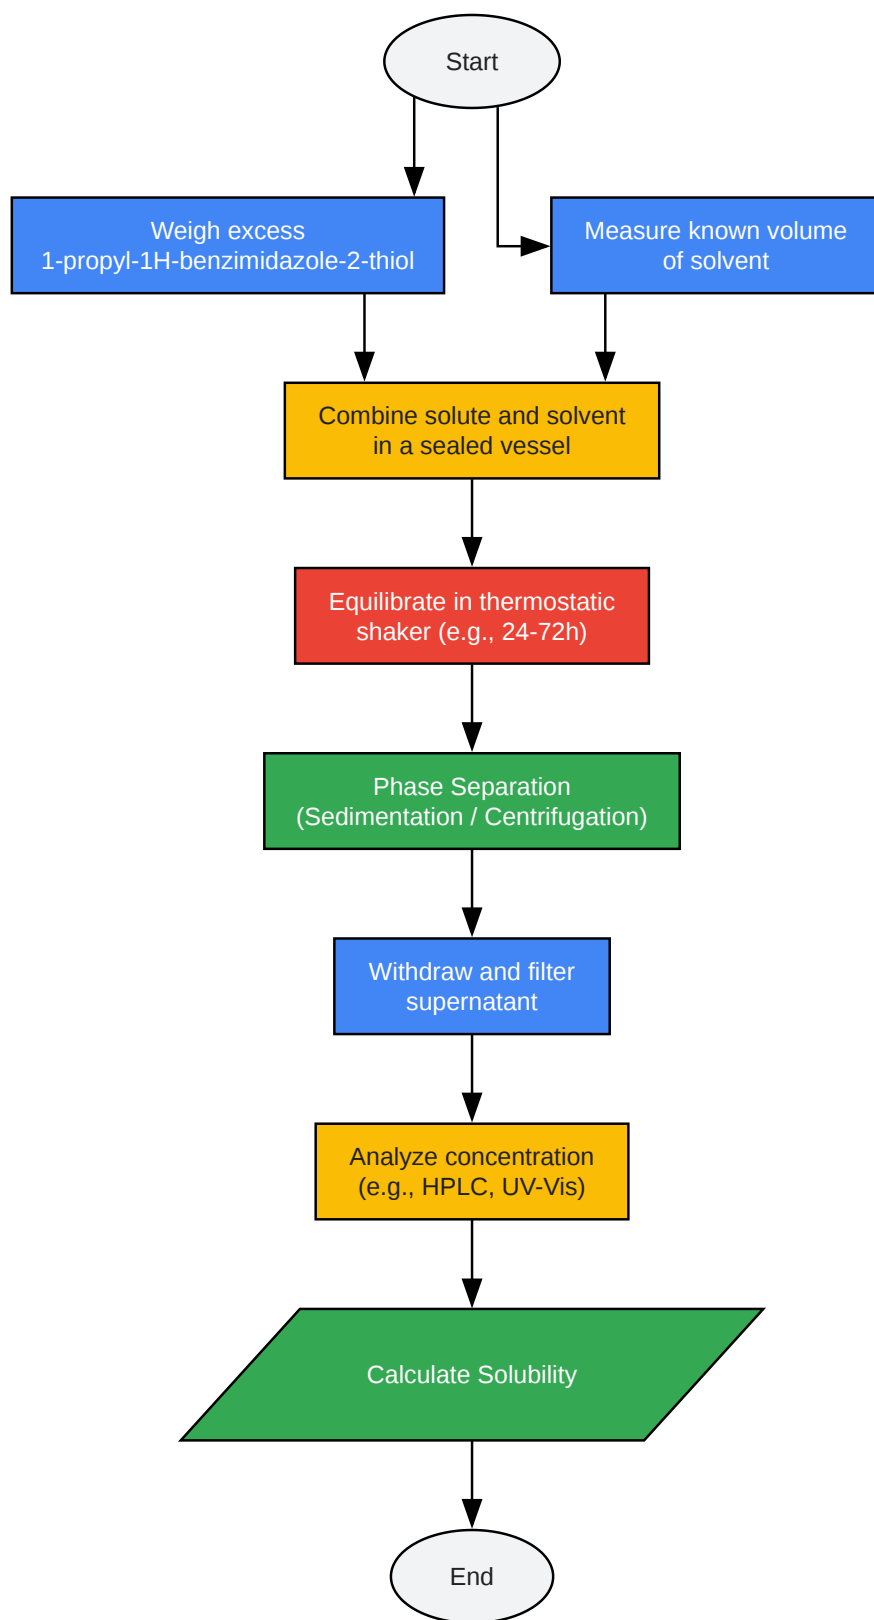 Start
Weigh excess
1-propyl-1H-benzimidazole-2-thiol
Measure known volume
of solvent
Combine solute and solvent
in a sealed vessel
Equilibrate in thermostatic
shaker (e.g., 24-72h)
Phase Separation
(Sedimentation / Centrifugation)
Withdraw and filter
supernatant
Analyze concentration
(e.g., HPLC, UV-Vis)
Calculate Solubility
End